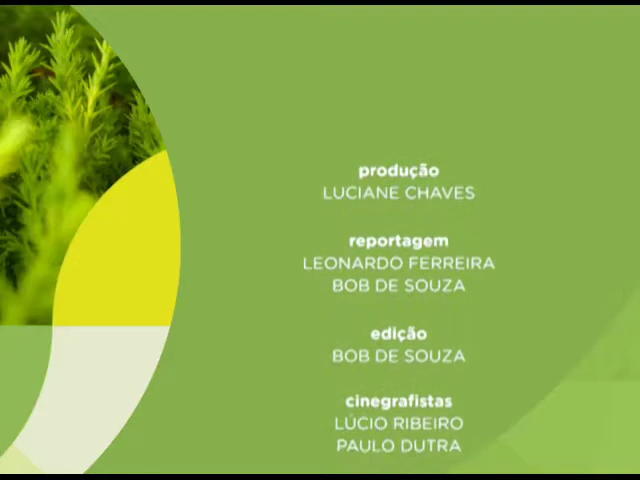 produção
LUCIANE CHAVES
reportagem
LEONARDO FERREIRA
BOB DE SOUZA
edição
BOB DE SOUZA
cinegrafistas
LÚCIO RIBEIRO
PAULO DUTRA